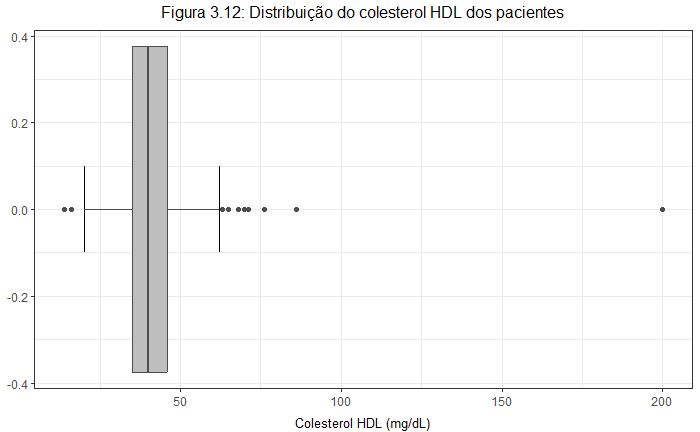 Figura 3.12: Distribuição do colesterol HDL dos pacientes
0.4
0.2
0.0
-0.2
-0.4
50 100 150 200
Colesterol HDL (mg/dL)